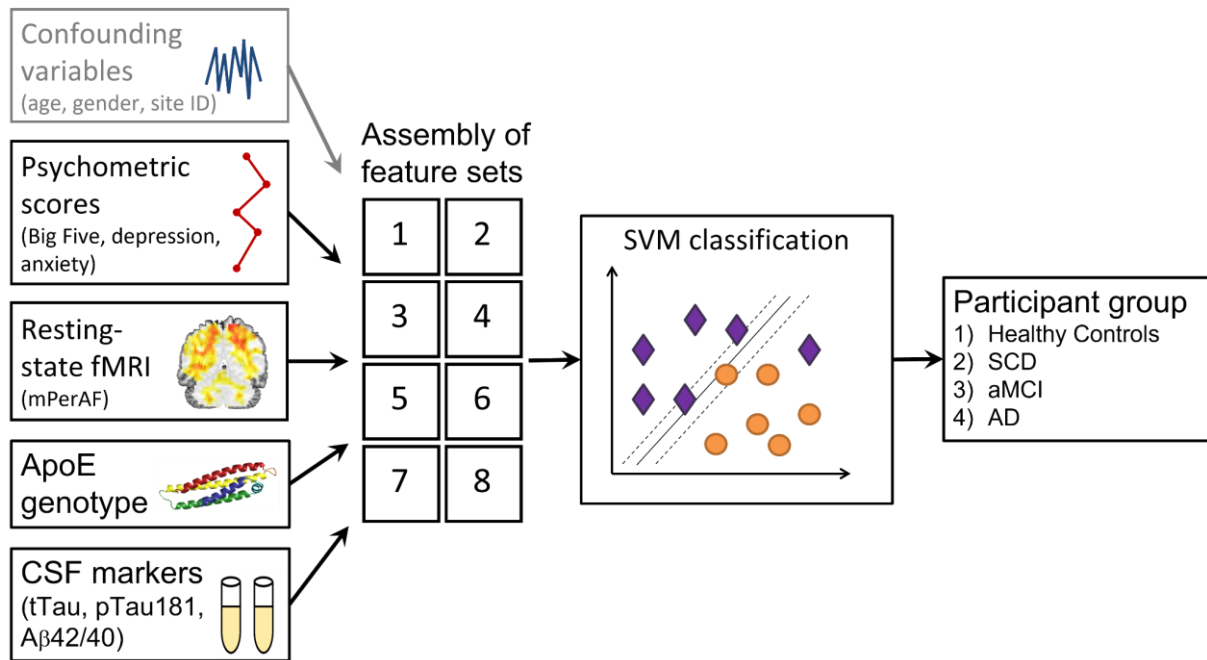 Confounding
variables
(age, gender, site ID)
Psychometric
scores
(Big Five, depression,
anxiety)
Resting-
state fMRI
(mPerAF)
ApoE
genotype
CSF markers
(tTau, pTau181,
Aβ42/40)
Assembly of
feature sets
1 2
3 4
5 6
7 8
SVM classification
Participant group
1) Healthy Controls
2) SCD
3) aMCI
4) AD